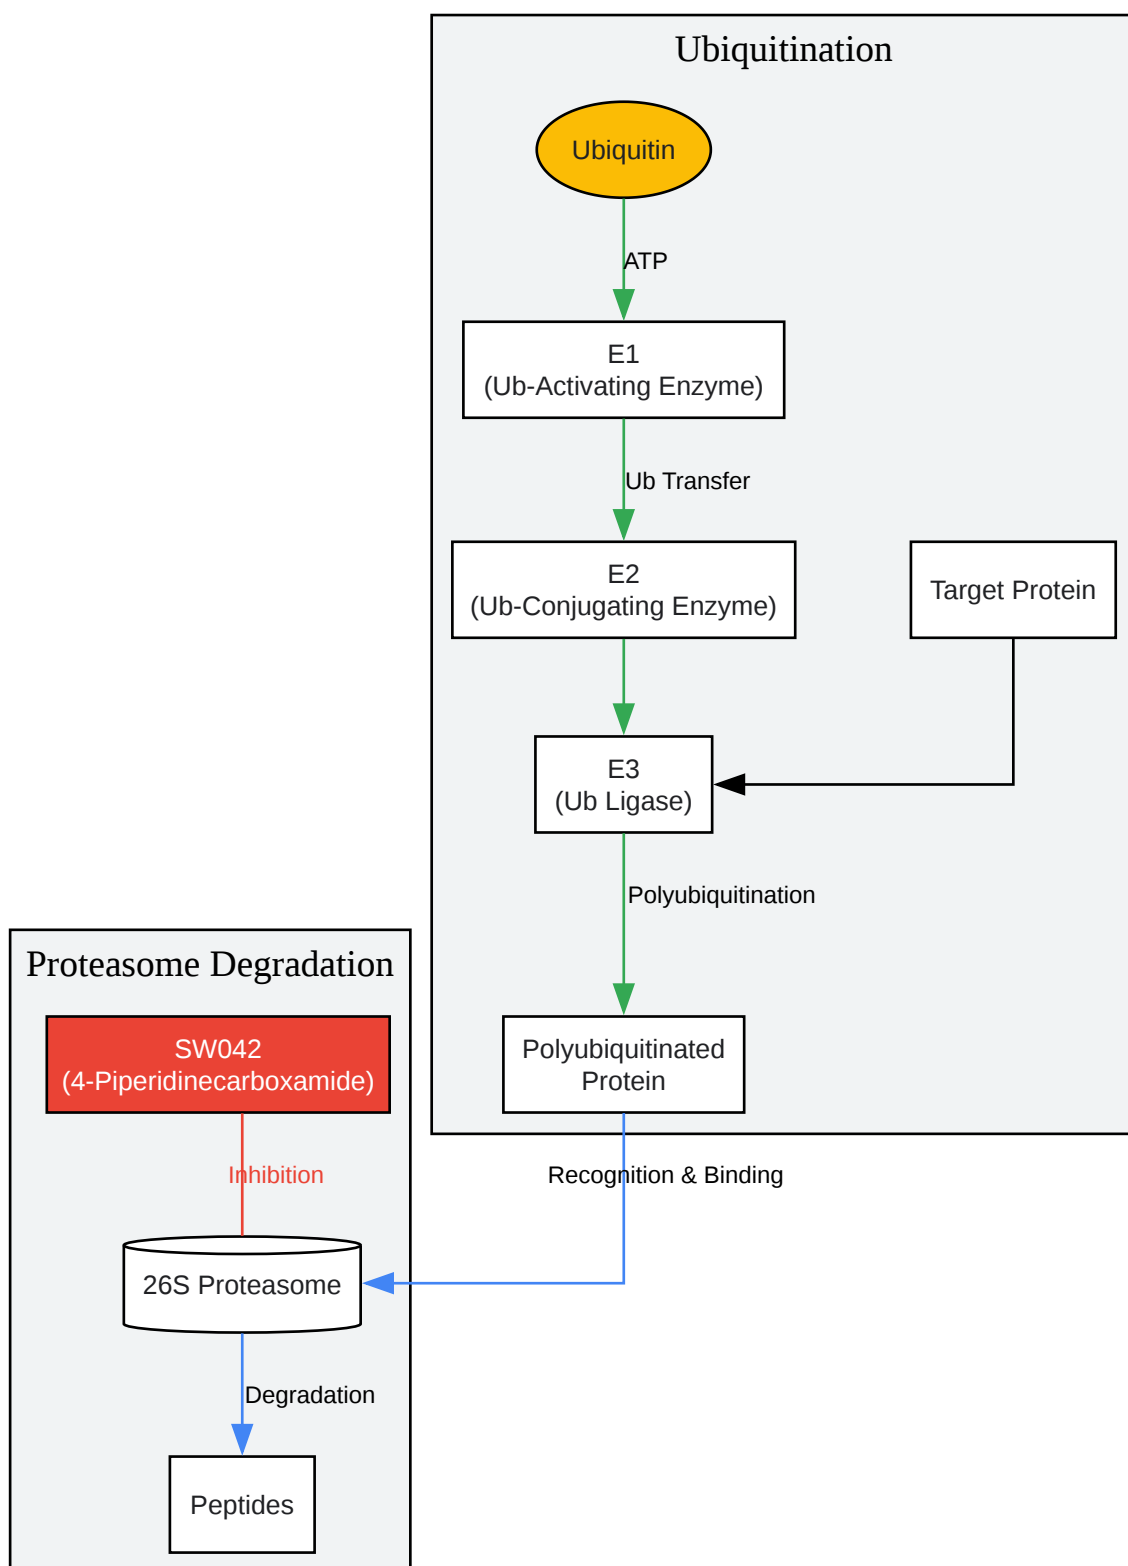 Ubiquitination
Ubiquitin
ATP
E1
(Ub-Activating Enzyme)
Ub Transfer
E2
(Ub-Conjugating Enzyme)
Target Protein
E3
(Ub Ligase)
Polyubiquitination
Polyubiquitinated
Protein
Recognition & Binding
Proteasome Degradation
SW042
(4-Piperidinecarboxamide)
Inhibition
26S Proteasome
Degradation
Peptides